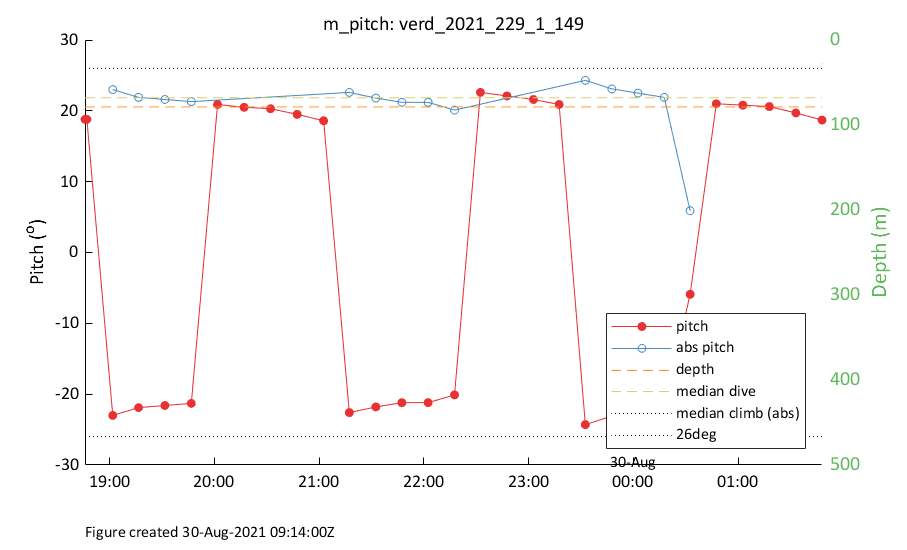 m_pitch: verd_2021_229_1_149
30
20
10
0
-10
-20
-30
Pitch (o)
0
100
200
300
400
500
Depth (m)
pitch
abs pitch
depth
median dive
median climb (abs)
26deg
30-Aug
19:00 20:00 21:00 22:00 23:00 00:00 01:00
Figure created 30-Aug-2021 09:14:00Z